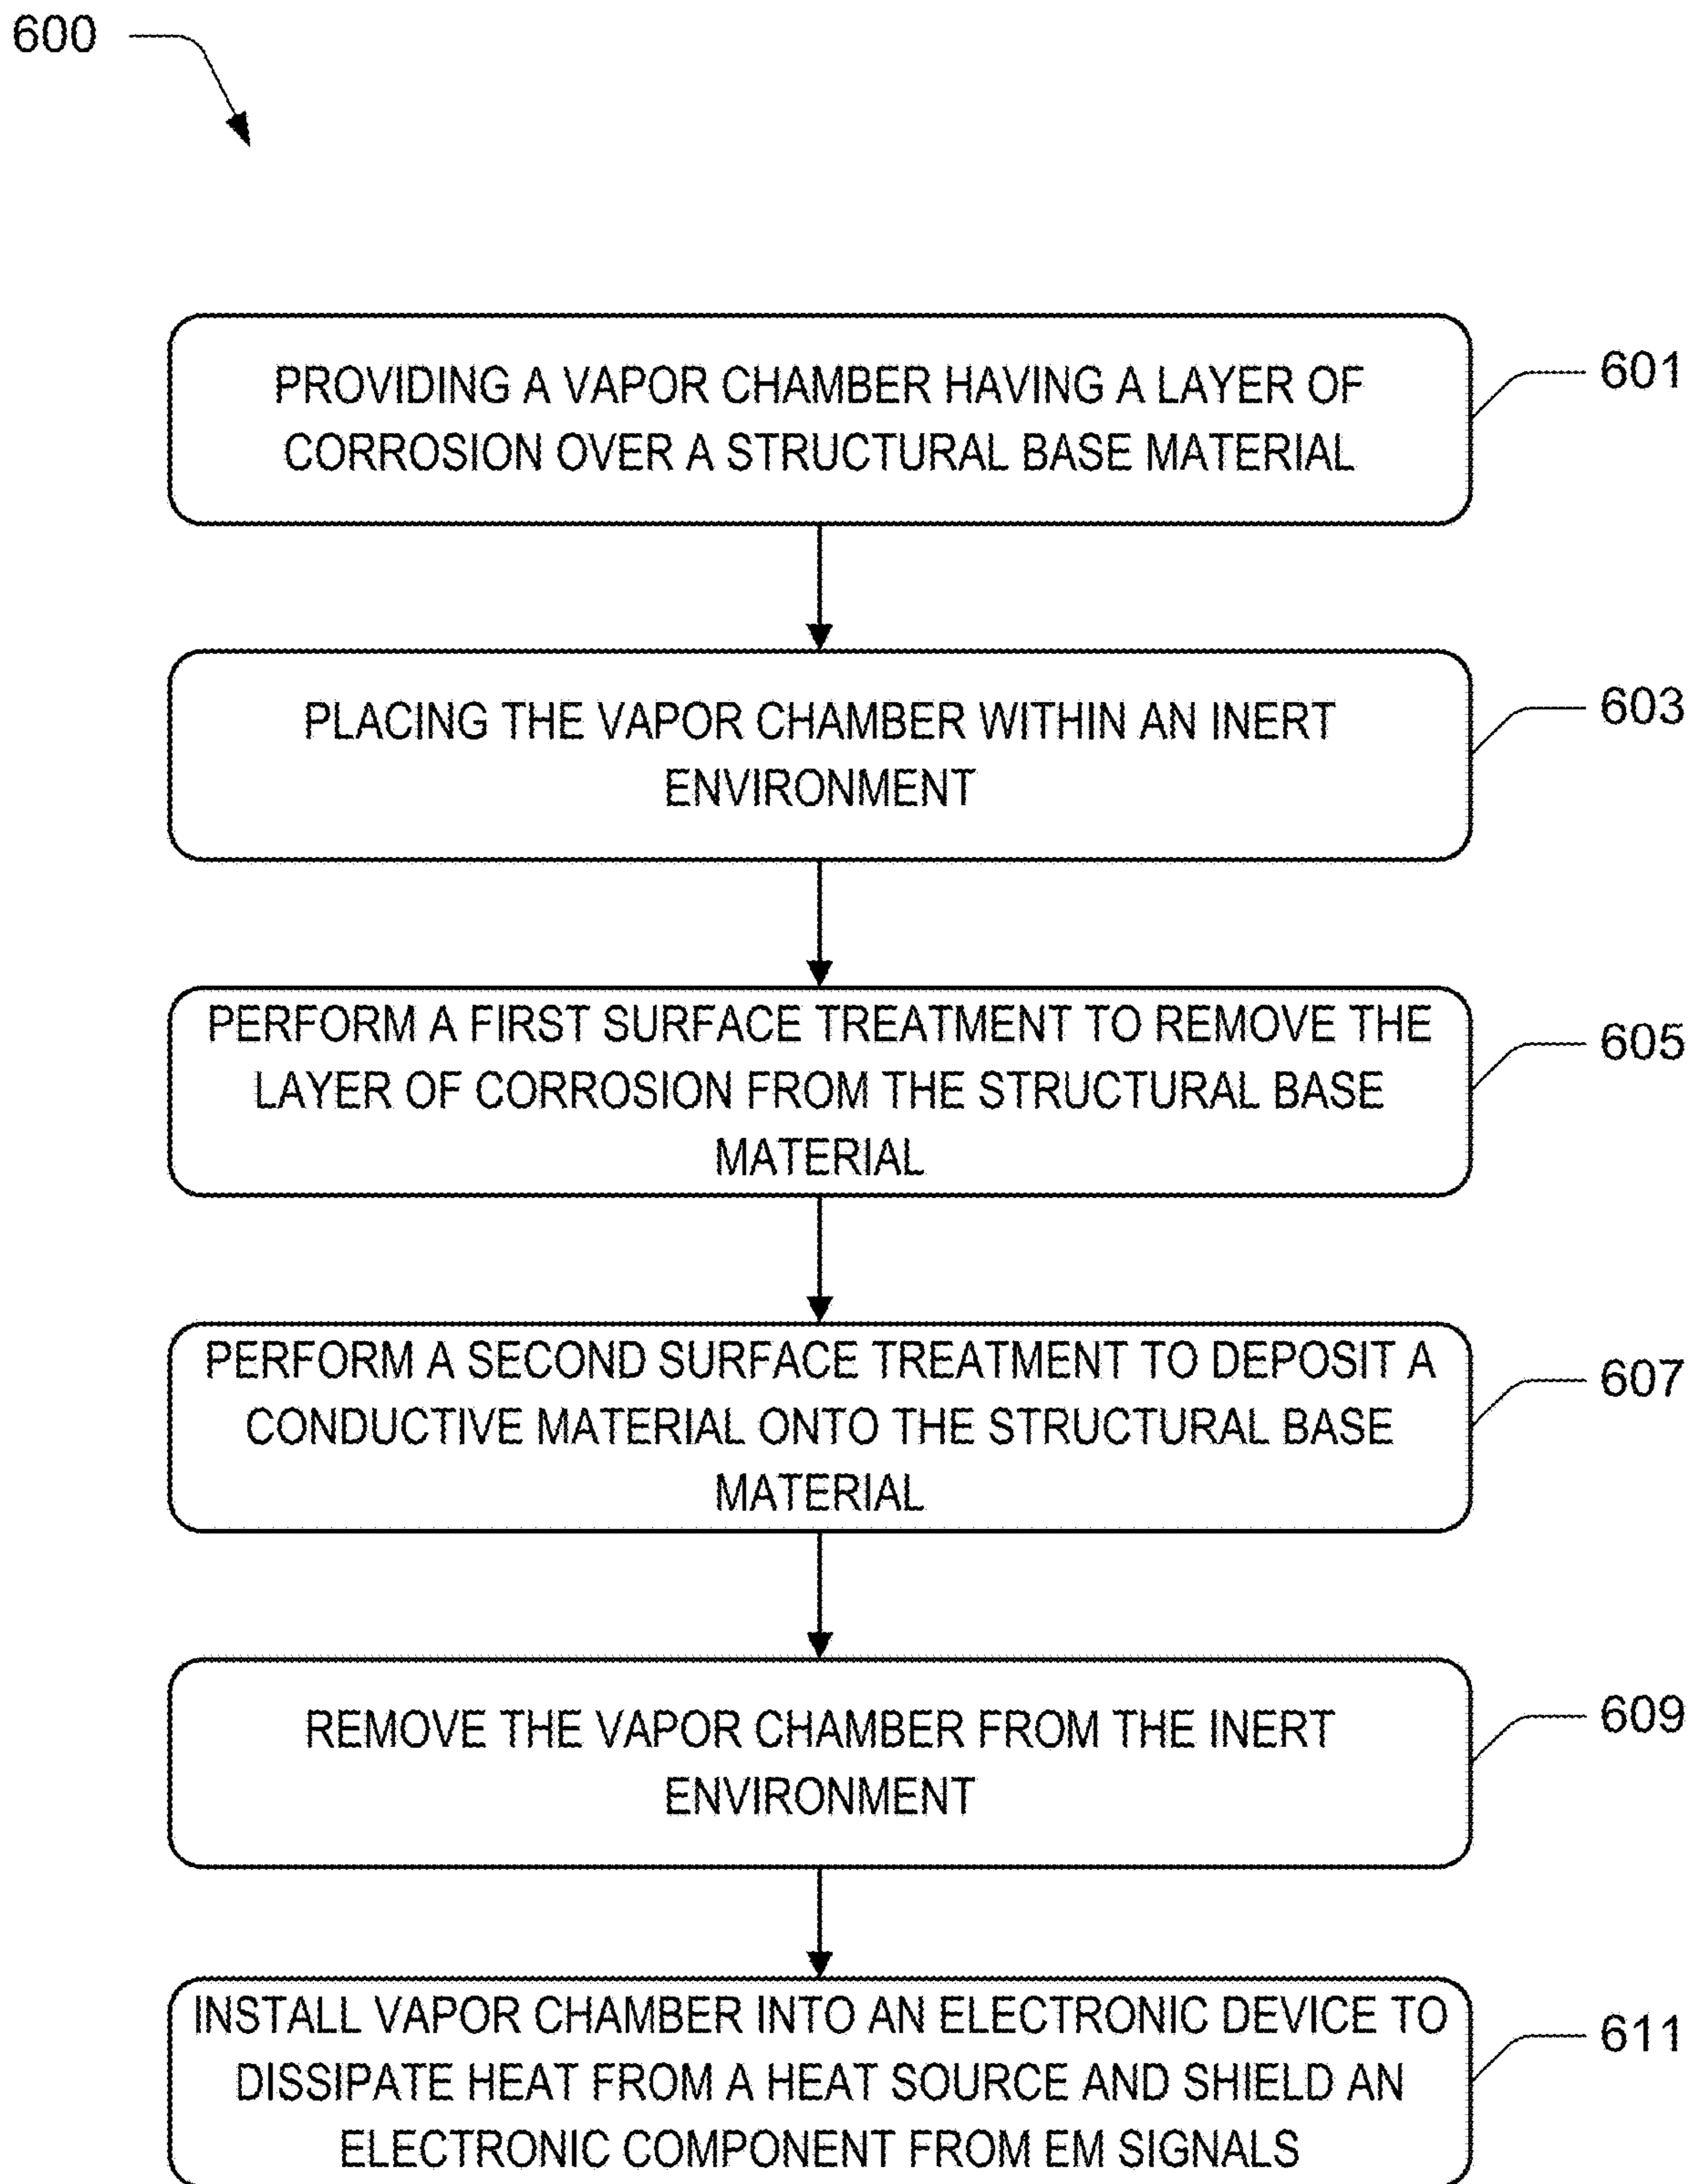 600
PROVIDING A VAPOR CHAMBER HAVING A LAYER OF
CORROSION OVER A STRUCTURAL BASE MATERIAL
601
PLACING THE VAPOR CHAMBER WITHIN AN INERT
ENVIRONMENT
603
PERFORM A FIRST SURFACE TREATMENT TO REMOVE THE
LAYER OF CORROSION FROM THE STRUCTURAL BASE
MATERIAL
605
PERFORM A SECOND SURFACE TREATMENT TO DEPOSIT A
CONDUCTIVE MATERIAL ONTO THE STRUCTURAL BASE
MATERIAL
607
REMOVE THE VAPOR CHAMBER FROM THE INERT
ENVIRONMENT
609
INSTALL VAPOR CHAMBER INTO AN ELECTRONIC DEVICE TO
DISSIPATE HEAT FROM A HEAT SOURCE AND SHIELD AN
ELECTRONIC COMPONENT FROM EM SIGNALS
611